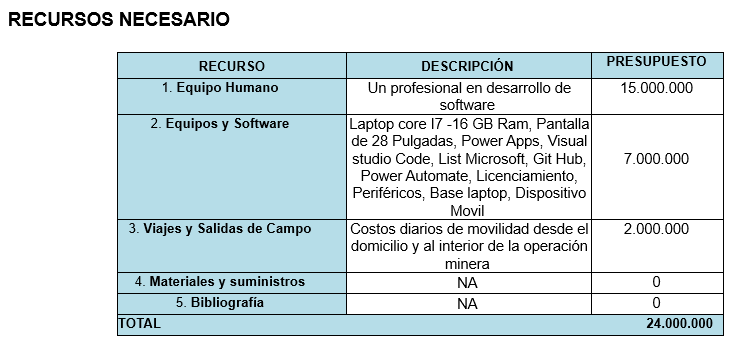 RECURSOS NECESARIO
RECURSO DESCRIPCIÓN PRESUPUESTO
1. Equipo Humano Un profesional en desarrollo de 15.000.000
software
2. Equipos y Software Laptop core I7 -16 GB Ram, Pantalla
de 28 Pulgadas, Power Apps, Visual
studio Code, List Microsoft, Git Hub, 7.000.000
Power Automate, Licenciamiento,
Periféricos, Base laptop, Dispositivo
Movil
3. Viajes y Salidas de Campo Costos diarios de movilidad desde el 2.000.000
domicilio y al interior de la operación
minera
4. Materiales y suministros NA 0
5. Bibliografía NA 0
TOTAL 24.000.000